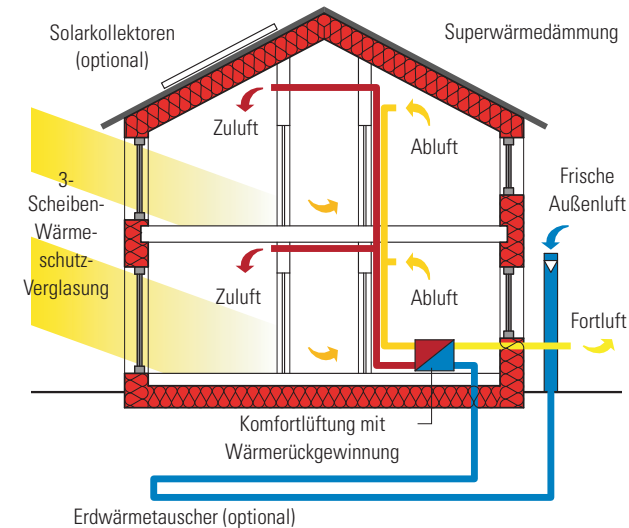 Solarkollektoren
(optional)
Superwärmedämmung
Zuluft
Abluft
3-
Scheiben-
Wärme-
schutz-
Verglasung
Frische
Außenluft
Zuluft
Abluft
Fortluft
Komfortlüftung mit
Wärmerückgewinnung
Erdwärmetauscher (optional)